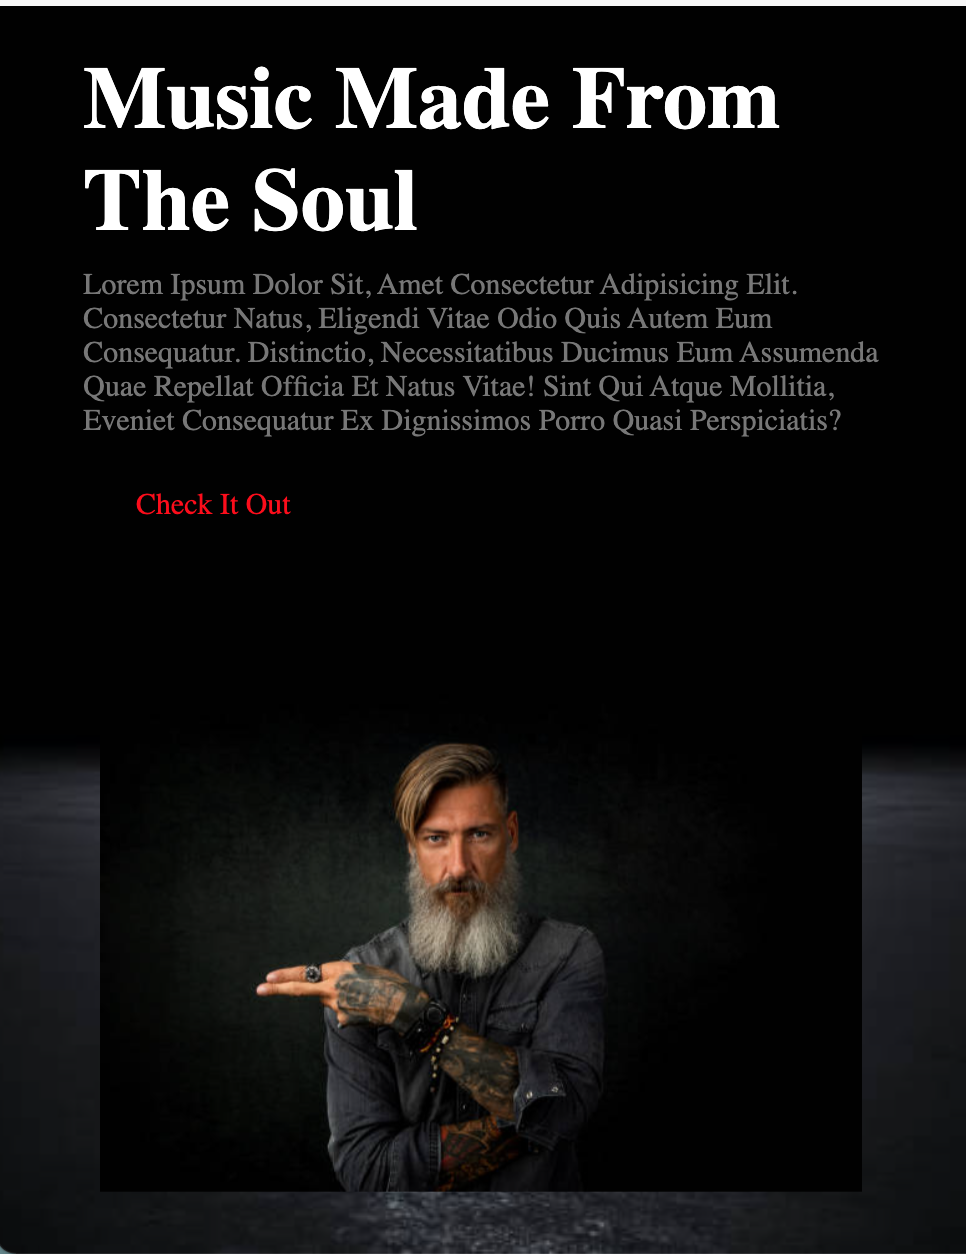 Music Made From
The Soul
Lorem Ipsum Dolor Sit, Amet Consectetur Adipisicing Elit.
Consectetur Natus, Eligendi Vitae Odio Quis Autem Eum
Consequatur. Distinctio, Necessitatibus Ducimus Eum Assumenda
Quae Repellat Officia Et Natus Vitae! Sint Qui Atque Mollitia,
Eveniet Consequatur Ex Dignissimos Porro Quasi Perspiciatis?
Check It Out